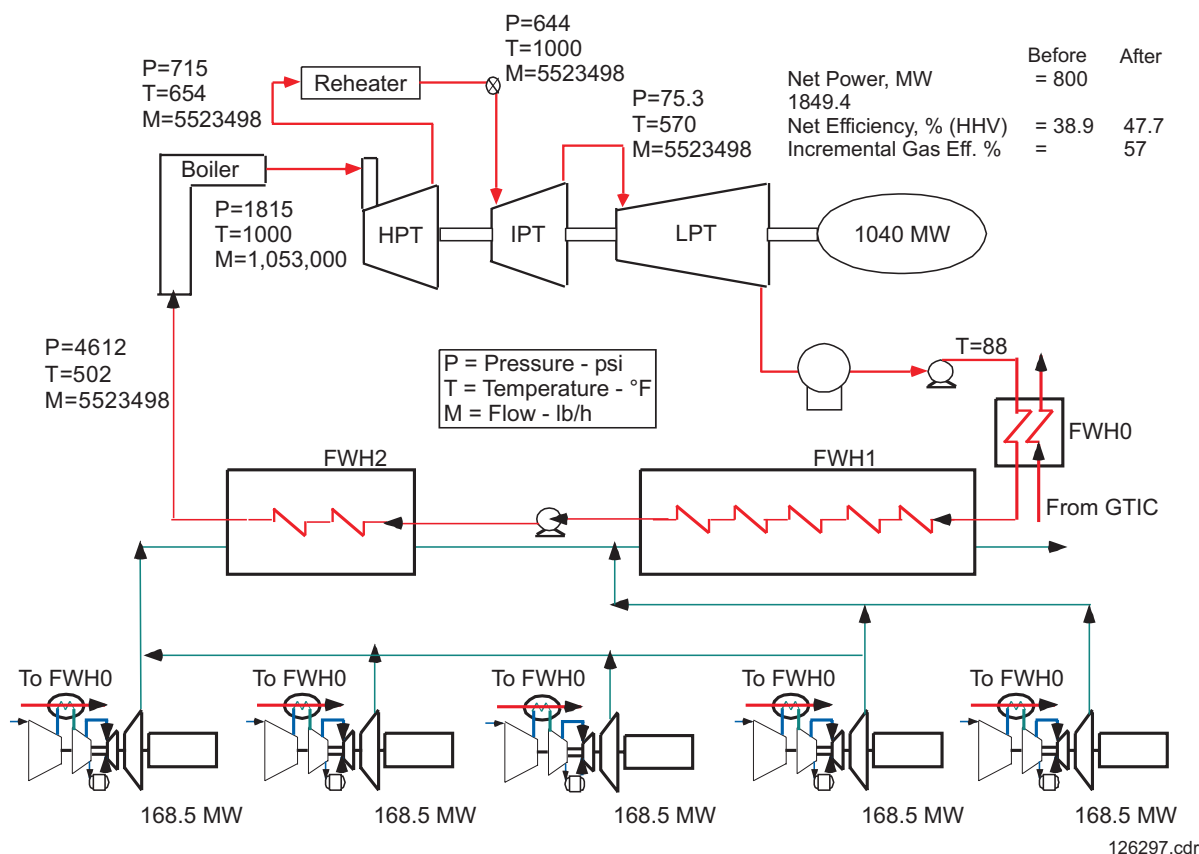 P=644
T=1000
M=5523498
P=715
T=654
M=5523498
Reheater
Before After
Net Power, MW = 800
1849.4
Net Efficiency, % (HHV) = 38.9 47.7
Incremental Gas Eff. % = 57
P=75.3
T=570
M=5523498
Boiler
P=1815
T=1000
M=1,053,000
HPT
IPT
LPT
1040 MW
P=4612
T=502
M=5523498
P = Pressure - psi
T = Temperature - °F
M = Flow - lb/h
T=88
FWH0
From GTIC
FWH2
FWH1
To FWH0
To FWH0
To FWH0
To FWH0
To FWH0
168.5 MW
168.5 MW
168.5 MW
168.5 MW
168.5 MW
126297.cdr